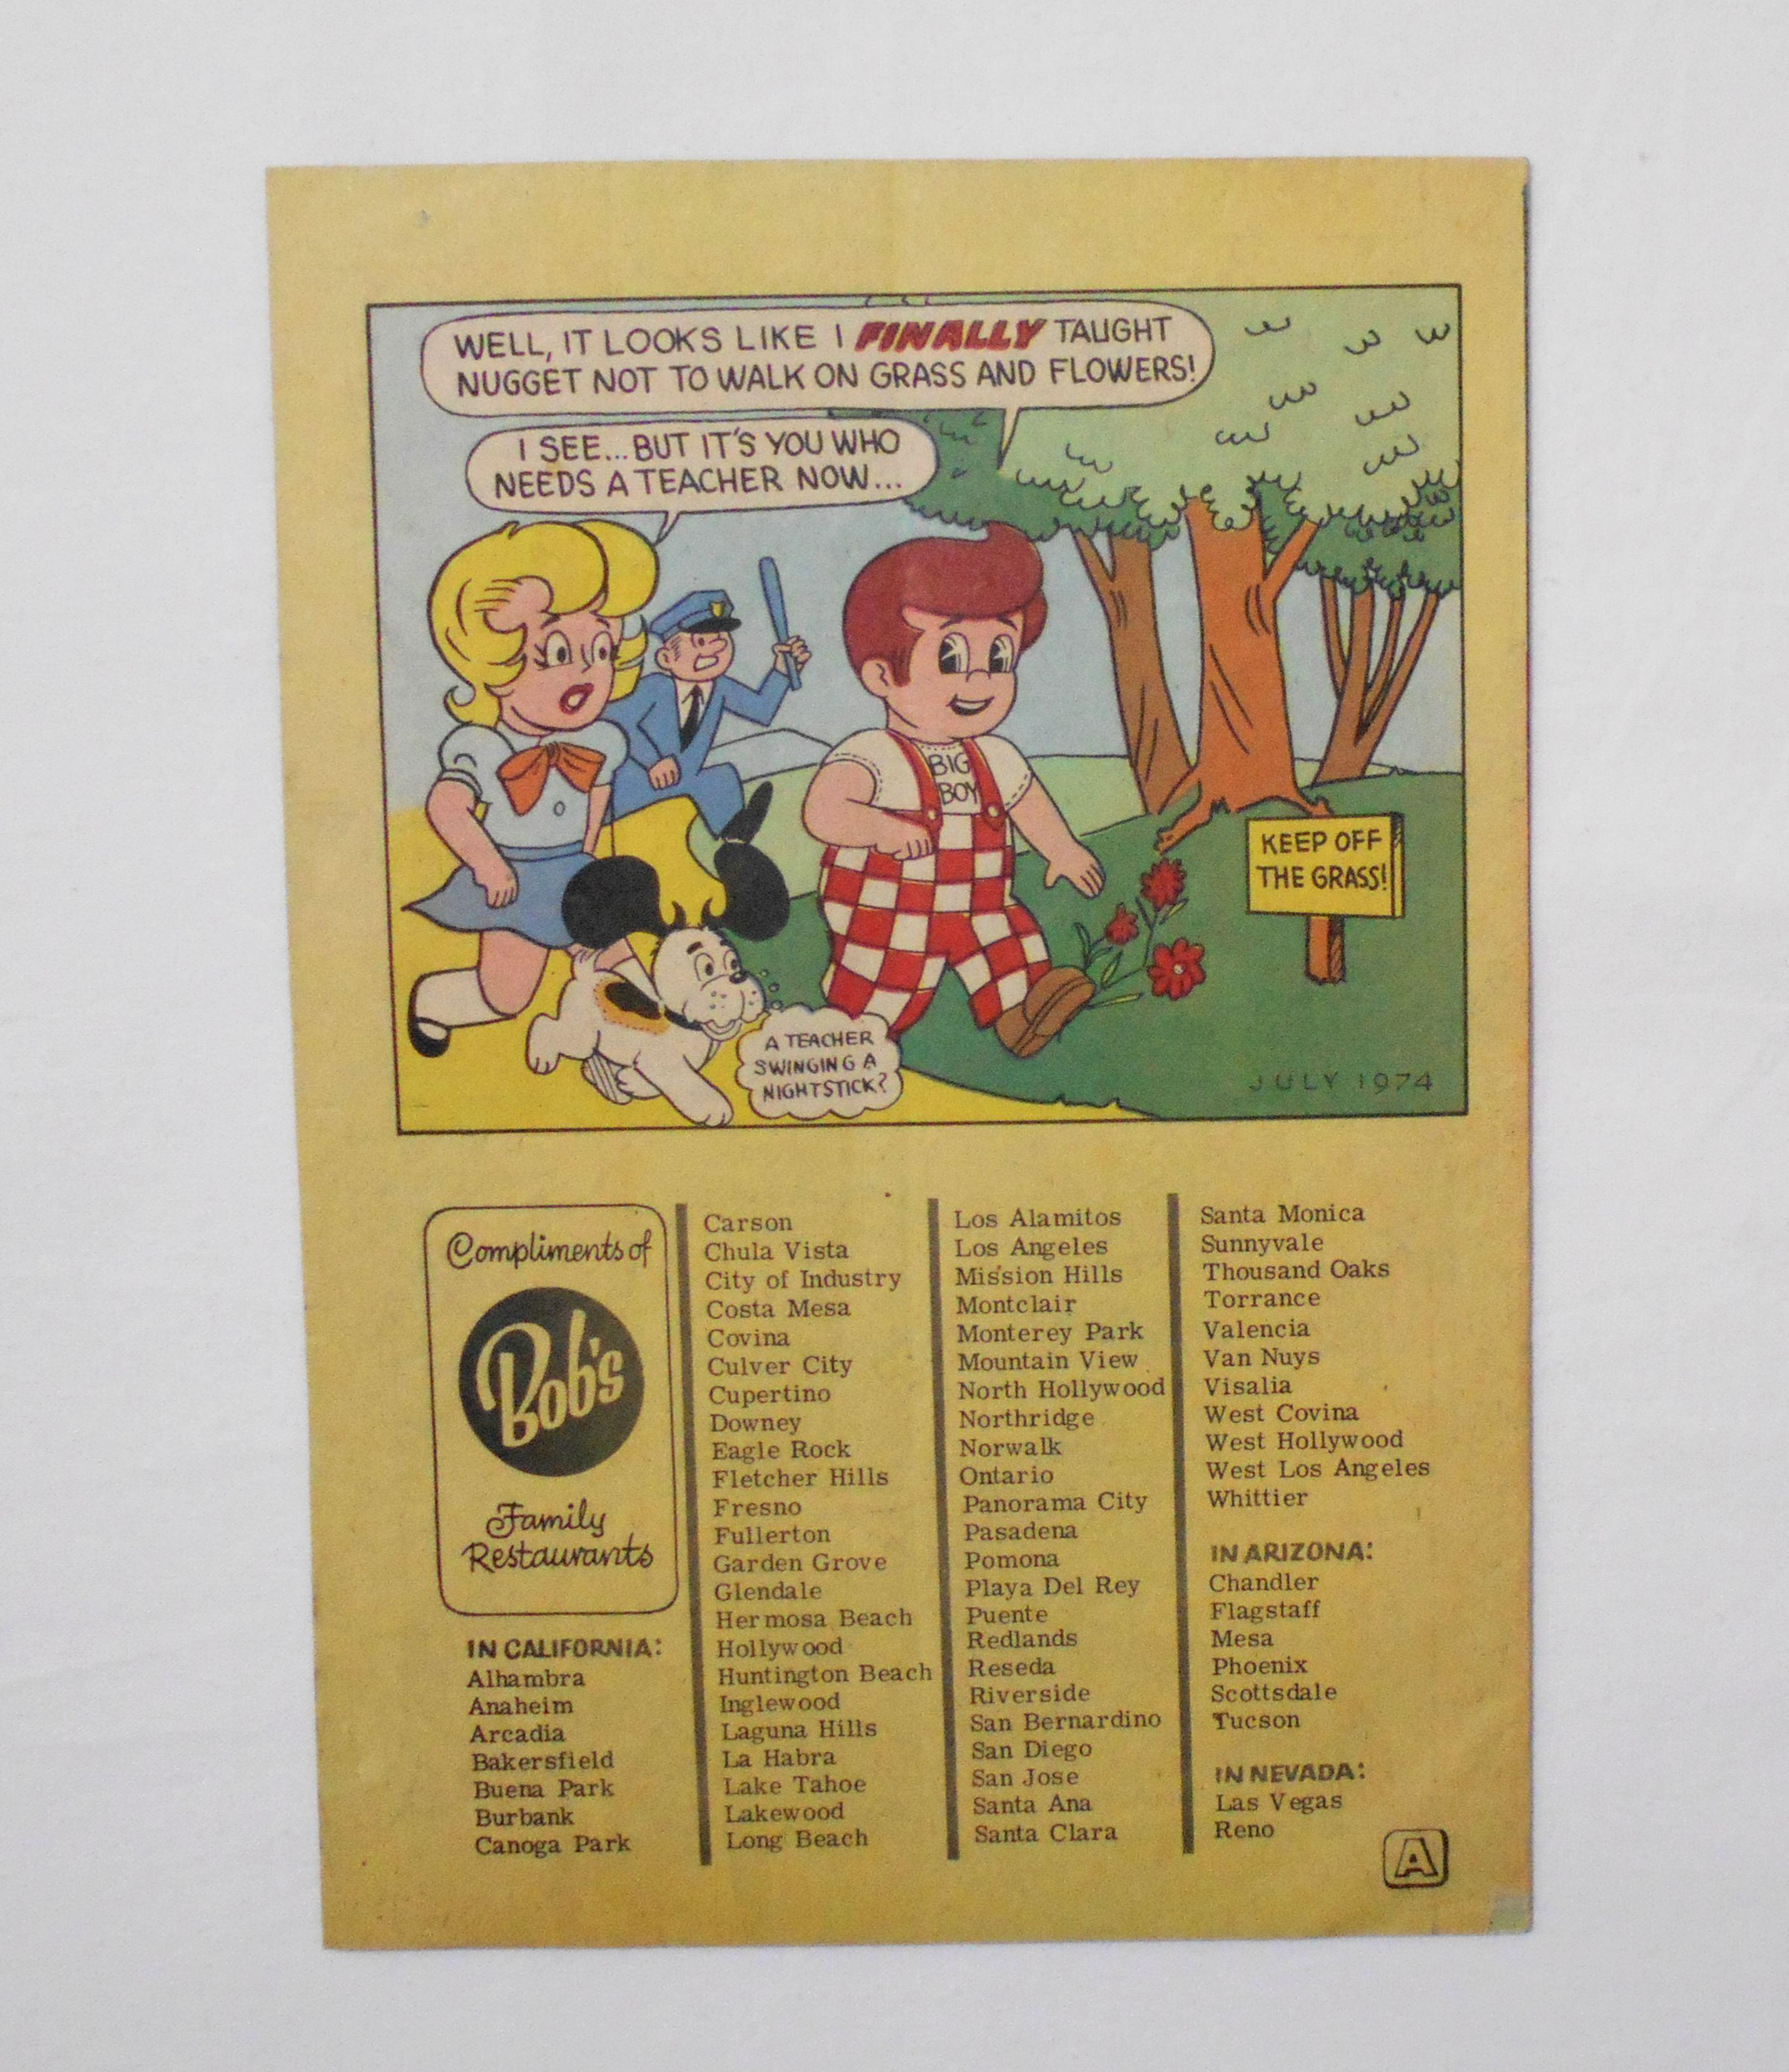 WELL, IT LOOKS LIKE I FINALLY TAUGHT
NUGGET NOT TO WALK ON GRASS AND FLOWERS!
I SEE...BUT IT'S YOU WHO
NEEDS A TEACHER NOW...
BIG
BOY
KEEP OFF
THE GRASS!
A TEACHER
SWINGING A
NIGHTSTICK?
JULY 1974
Compliments of
Bob's
Family
Restaurants
IN CALIFORNIA:
Alhambra
Anaheim
Arcadia
Bakersfield
Buena Park
Burbank
Canoga Park
Carson
Chula Vista
City of Industry
Costa Mesa
Covina
Culver City
Cupertino
Downey
Eagle Rock
Fletcher Hills
Fresno
Fullerton
Garden Grove
Glendale
Hermosa Beach
Hollywood
Huntington Beach
Inglewood
Laguna Hills
La Habra
Lake Tahoe
Lakewood
Long Beach
Los Alamitos
Los Angeles
Mission Hills
Montclair
Monterey Park
Mountain View
North Hollywood
Northridge
Norwalk
Ontario
Panorama City
Pasadena
Pomona
Playa Del Rey
Puente
Redlands
Reseda
Riverside
San Bernardino
San Diego
San Jose
Santa Ana
Santa Clara
Santa Monica
Sunnyvale
Thousand Oaks
Torrance
Valencia
Van Nuys
Visalia
West Covina
West Hollywood
West Los Angeles
Whittier
IN ARIZONA:
Chandler
Flagstaff
Mesa
Phoenix
Scottsdale
Tucson
IN NEVADA:
Las Vegas
Reno
A